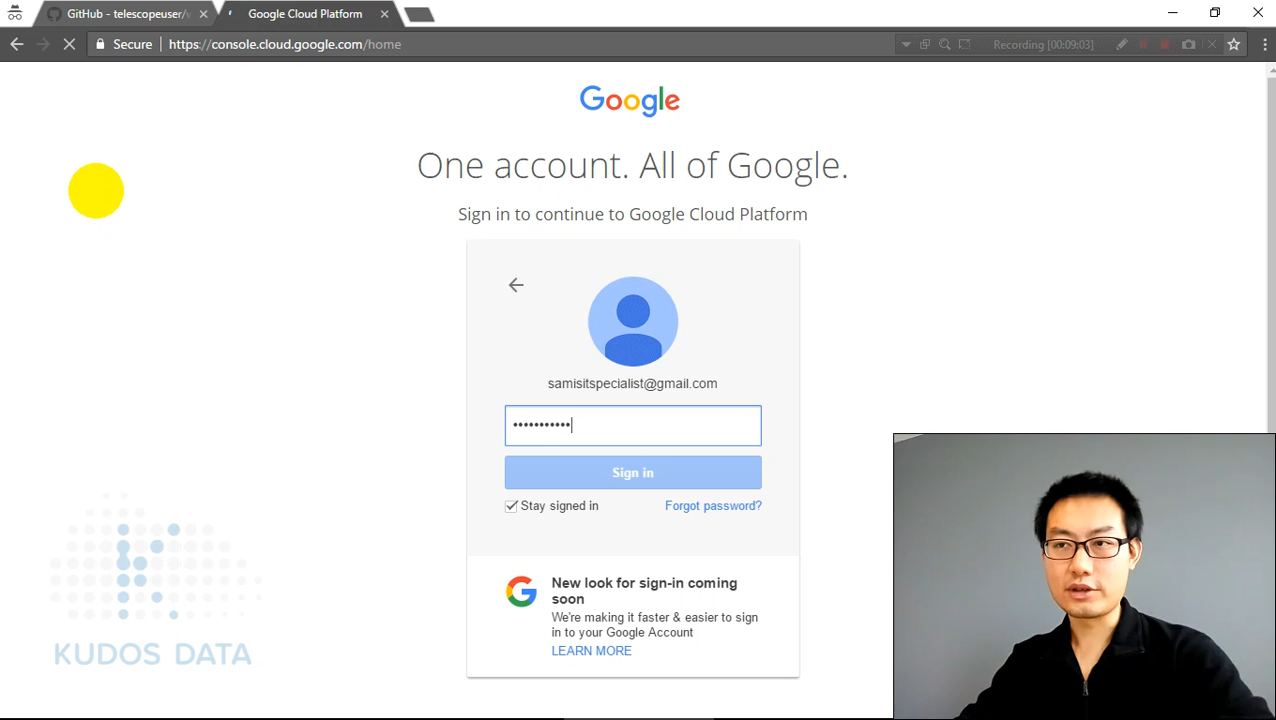 GitHub - telescopeuser/
Google Cloud Platform
Secure
https://console.cloud.google.com/home
Recording [00:09:03]
Google
One account. All of Google.
Sign in to continue to Google Cloud Platform
samisitspecialist@gmail.com
•••••••••••
Sign in
Stay signed in
Forgot password?
New look for sign-in coming
soon
We're making it faster & easier to sign
in to your Google Account
LEARN MORE
KUDOS DATA